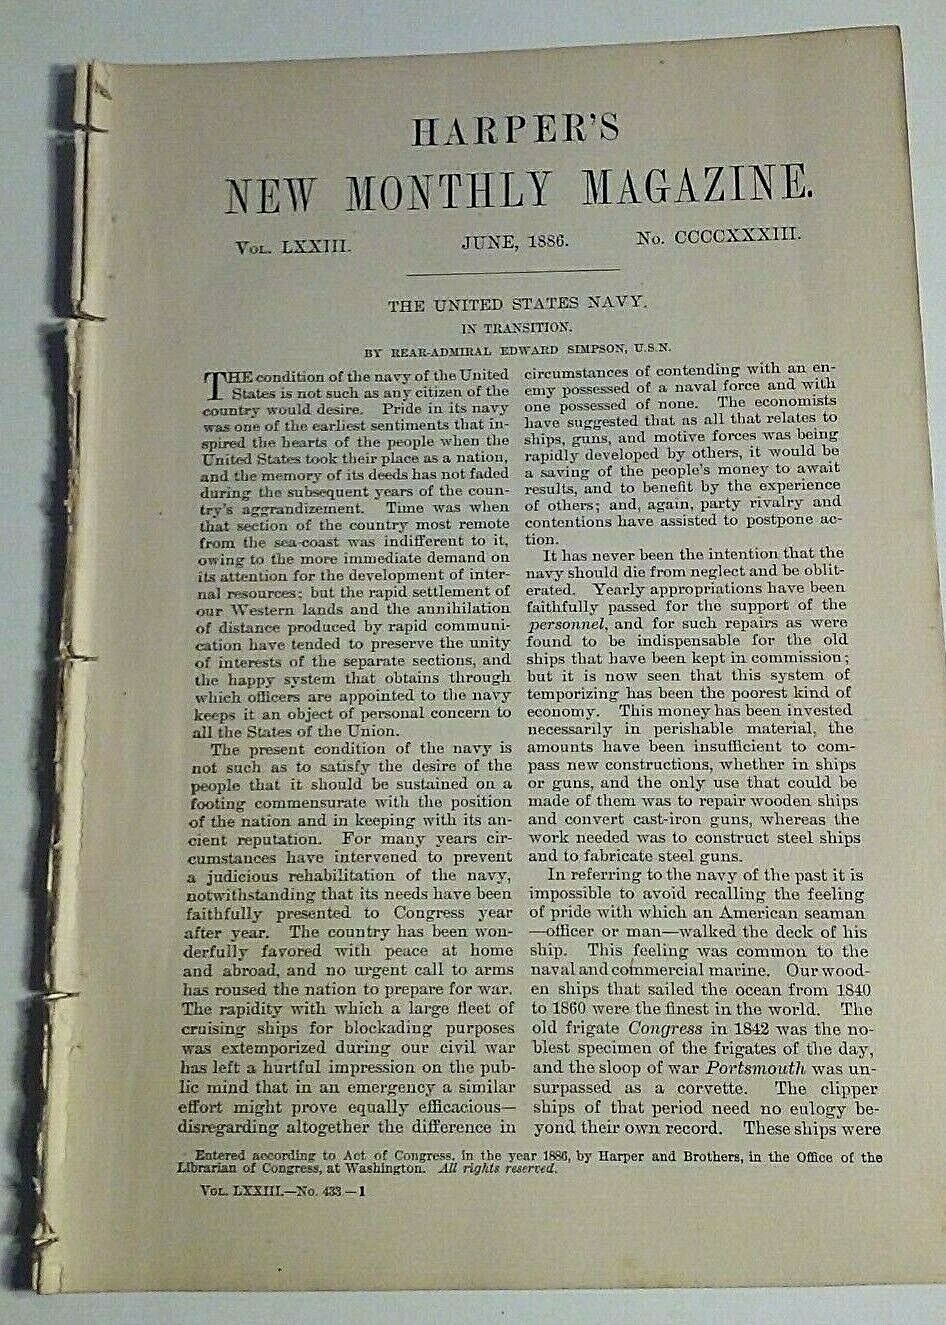 HARPER'S
NEW MONTHLY MAGAZINE.
Vol. LXXIII. JUNE, 1886. No. CCCCXXXIII.
THE UNITED STATES NAVY.
IN TRANSITION.
BY REAR-ADMIRAL EDWARD SIMPSON, U.S.N.
THE condition of the navy of the United
States is not such as any citizen of the
country would desire. Pride in its navy
was one of the earliest sentiments that in-
spired the hearts of the people when the
United States took their place as a nation,
and the memory of its deeds has not faded
during the subsequent years of the coun-
try's aggrandizement. Time was when
that section of the country most remote
from the sea-coast was indifferent to it,
owing to the more immediate demand on
its attention for the development of inter-
nal resources; but the rapid settlement of
our Western lands and the annihilation
of distance produced by rapid communi-
cation have tended to preserve the unity
of interests of the separate sections, and
the happy system that obtains through
which officers are appointed to the navy
keeps it an object of personal concern to
all the States of the Union.
The present condition of the navy is
not such as to satisfy the desire of the
people that it should be sustained on a
footing commensurate with the position
of the nation and in keeping with its an-
cient reputation. For many years cir-
cumstances have intervened to prevent
a judicious rehabilitation of the navy,
notwithstanding that its needs have been
faithfully presented to Congress year
after year. The country has been won-
derfully favored with peace at home
and abroad, and no urgent call to arms
has roused the nation to prepare for war.
The rapidity with which a large fleet of
cruising ships for blockading purposes
was extemporized during our civil war
has left a hurtful impression on the pub-
lic mind that in an emergency a similar
effort might prove equally efficacious—
disregarding altogether the difference in
circumstances of contending with an en-
emy possessed of a naval force and with
one possessed of none. The economists
have suggested that as all that relates to
ships, guns, and motive forces was being
rapidly developed by others, it would be
a saving of the people's money to await
results, and to benefit by the experience
of others; and, again, party rivalry and
contentions have assisted to postpone ac-
tion.
It has never been the intention that the
navy should die from neglect and be oblit-
erated. Yearly appropriations have been
faithfully passed for the support of the
personnel, and for such repairs as were
found to be indispensable for the old
ships that have been kept in commission;
but it is now seen that this system of
temporizing has been the poorest kind of
economy. This money has been invested
necessarily in perishable material, the
amounts have been insufficient to com-
pass new constructions, whether in ships
or guns, and the only use that could be
made of them was to repair wooden ships
and convert cast-iron guns, whereas the
work needed was to construct steel ships
and to fabricate steel guns.
In referring to the navy of the past it is
impossible to avoid recalling the feeling
of pride with which an American seaman
—officer or man—walked the deck of his
ship. This feeling was common to the
naval and commercial marine. Our wood-
en ships that sailed the ocean from 1840
to 1860 were the finest in the world. The
old frigate Congress in 1842 was the no-
blest specimen of the frigates of the day,
and the sloop of war Portsmouth was un-
surpassed as a corvette. The clipper
ships of that period need no eulogy be-
yond their own record. These ships were
Entered according to Act of Congress, in the year 1886, by Harper and Brothers, in the Office of the
Librarian of Congress, at Washington. All rights reserved.
Vol. LXXIII.—No. 433—1